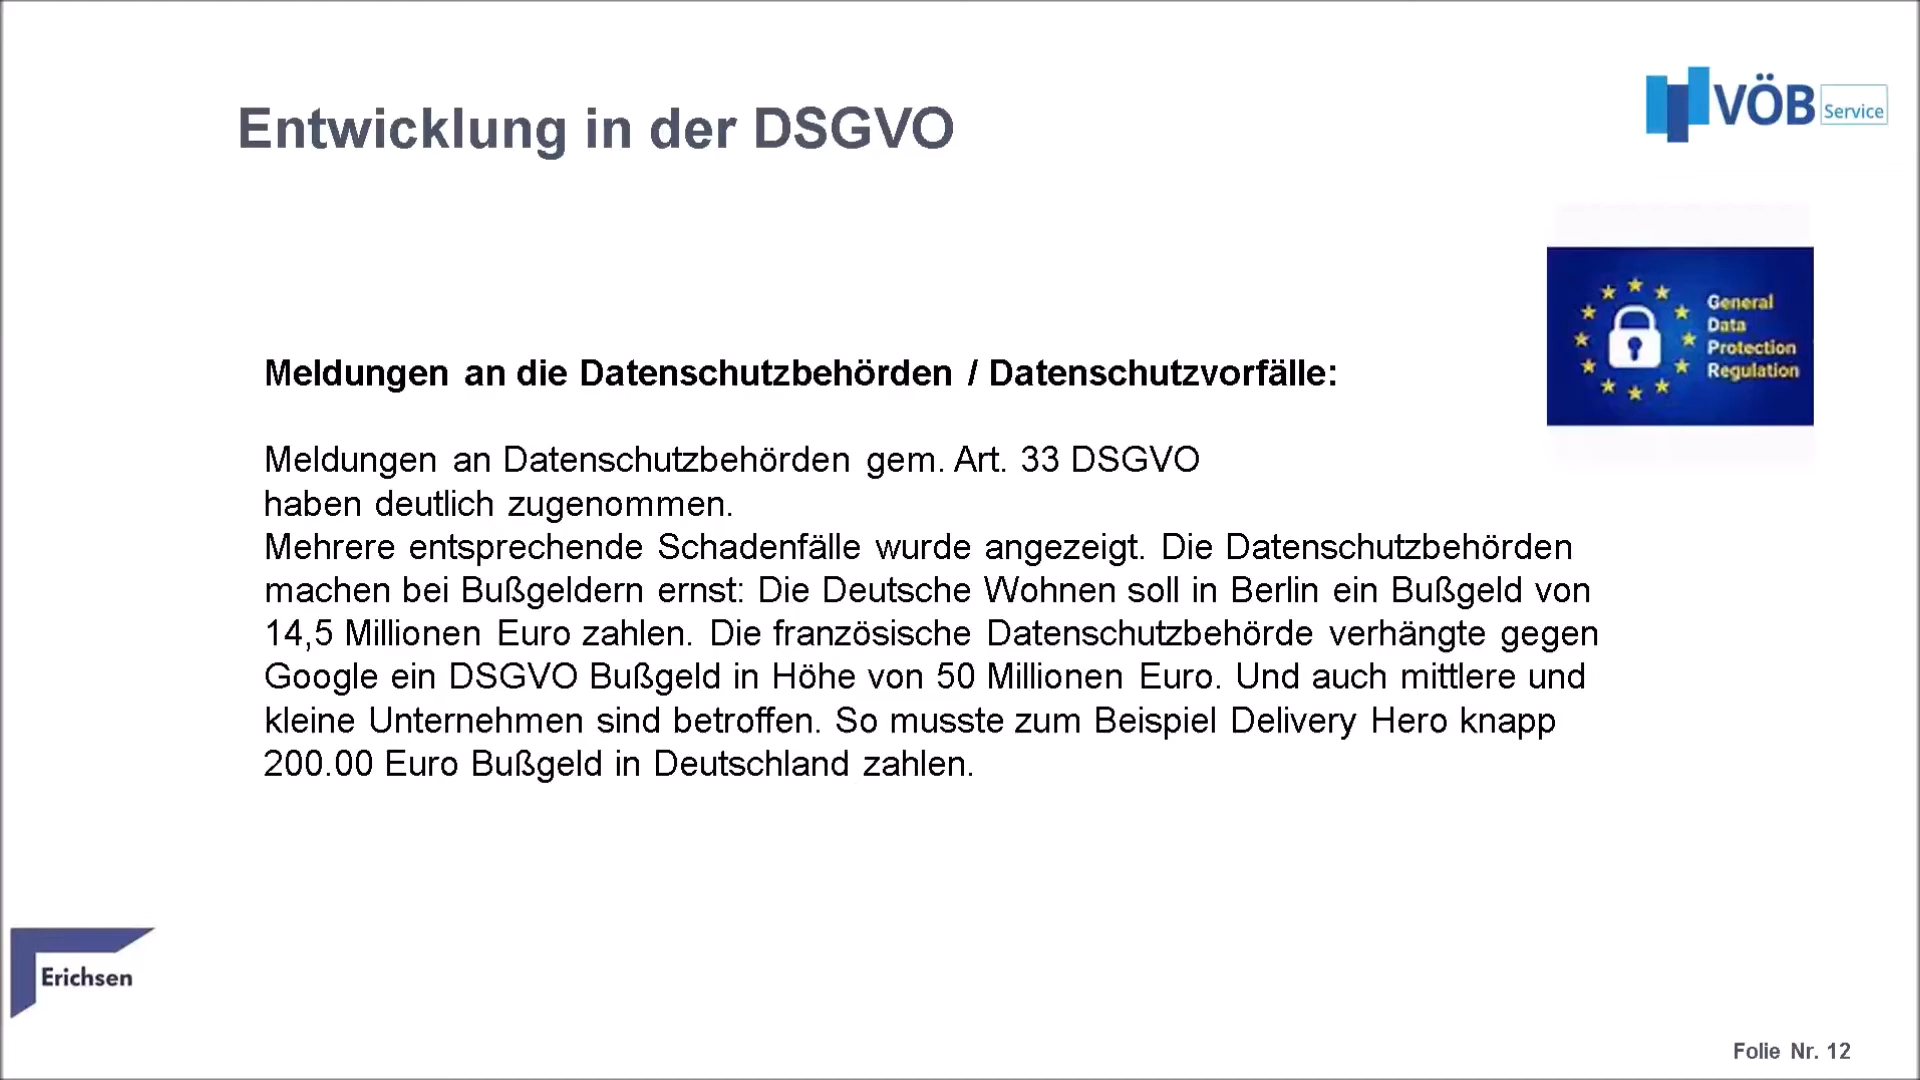 Entwicklung in der DSGVO
VÖB Service
General
Data
Protection
Regulation
Meldungen an die Datenschutzbehörden / Datenschutzvorfälle:
Meldungen an Datenschutzbehörden gem. Art. 33 DSGVO
haben deutlich zugenommen.
Mehrere entsprechende Schadenfälle wurde angezeigt. Die Datenschutzbehörden
machen bei Bußgeldern ernst: Die Deutsche Wohnen soll in Berlin ein Bußgeld von
14,5 Millionen Euro zahlen. Die französische Datenschutzbehörde verhängte gegen
Google ein DSGVO Bußgeld in Höhe von 50 Millionen Euro. Und auch mittlere und
kleine Unternehmen sind betroffen. So musste zum Beispiel Delivery Hero knapp
200.00 Euro Bußgeld in Deutschland zahlen.
Erichsen
Folie Nr. 12